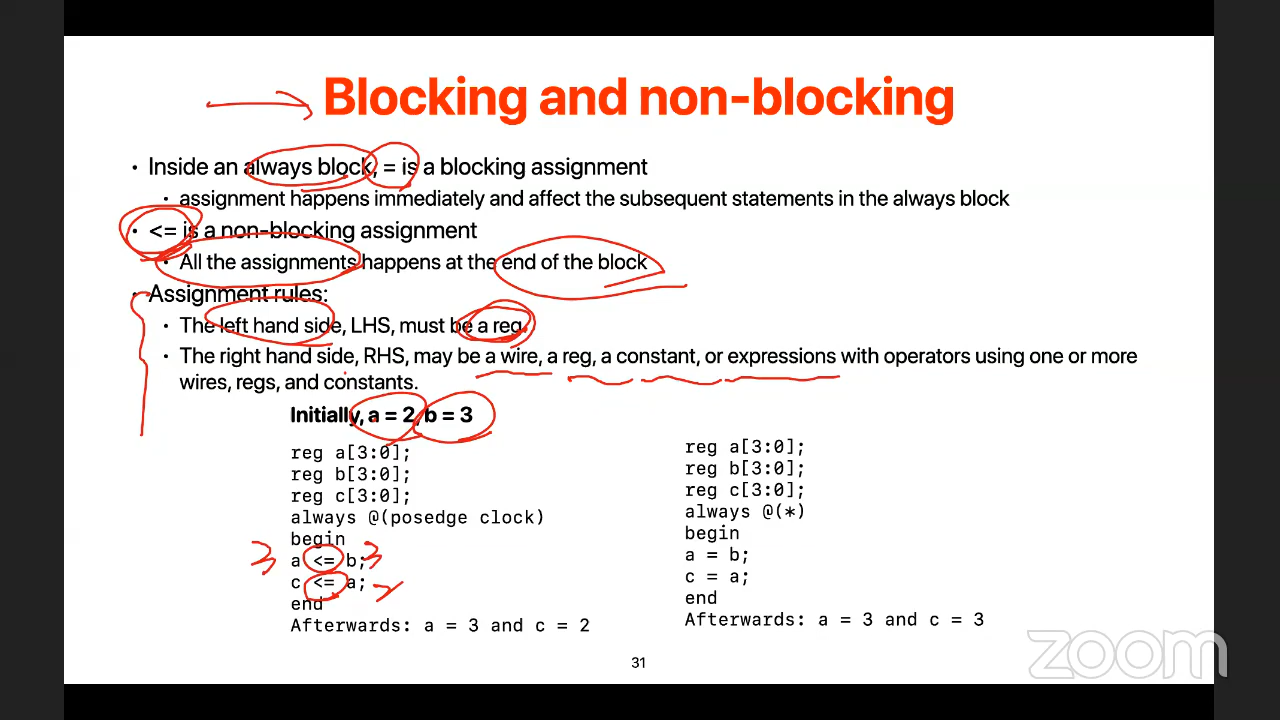 Blocking and non-blocking
• Inside an always block, = is a blocking assignment
• assignment happens immediately and affect the subsequent statements in the always block
• <= is a non-blocking assignment
• All the assignments happens at the end of the block
• Assignment rules:
• The left hand side, LHS, must be a reg.
• The right hand side, RHS, may be a wire, a reg, a constant, or expressions with operators using one or more
wires, regs, and constants.
Initially, a = 2, b = 3
reg a[3:0];
reg b[3:0];
reg c[3:0];
always @(posedge clock)
begin
3 a <= b; 3
c <= a; 2
end
Afterwards: a = 3 and c = 2
reg a[3:0];
reg b[3:0];
reg c[3:0];
always @(*)
begin
a = b;
c = a;
end
Afterwards: a = 3 and c = 3
31
zoom